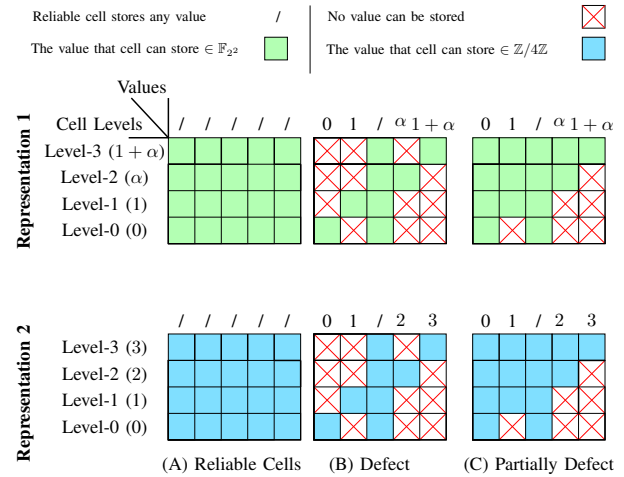 Reliable cell stores any value /
No value can be stored
The value that cell can store ∈ 𝔽_{2^2}
The value that cell can store ∈ ℤ/4ℤ
Values
Cell Levels / / / / / 0 1 / α 1 + α 0 1 / α 1 + α
Representation 1
Level-3 (1 + α)
Level-2 (α)
Level-1 (1)
Level-0 (0)
/ / / / / 0 1 / 2 3 0 1 / 2 3
Representation 2
Level-3 (3)
Level-2 (2)
Level-1 (1)
Level-0 (0)
(A) Reliable Cells (B) Defect (C) Partially Defect